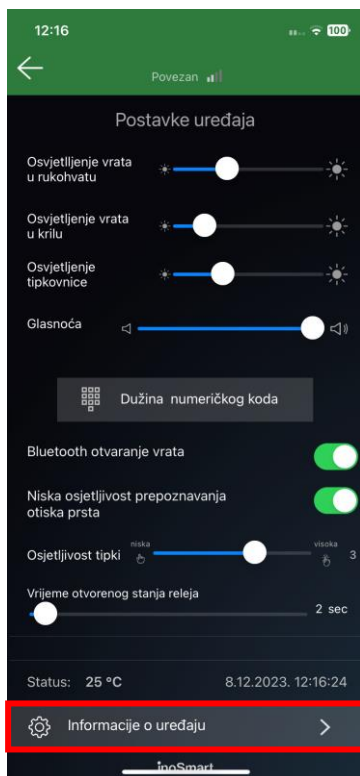 12:16
100
Povezan
Postavke uređaja
Osvjetlljenje vrata
u rukohvatu
Osvjetljenje vrata
u krilu
Osvjetljenje
tipkovnice
Glasnoća
Dužina numeričkog koda
Bluetooth otvaranje vrata
Niska osjetljivost prepoznavanja
otiska prsta
niska
visoka
Osjetljivost tipki
3
Vrijeme otvorenog stanja releja
2 sec
Status: 25 °C
8.12.2023. 12:16:24
Informacije o uređaju
inoSmart